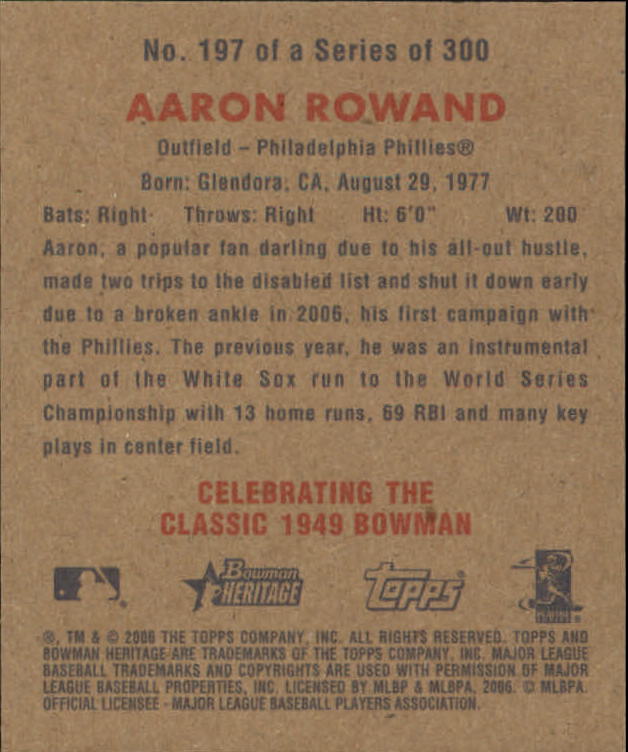 No. 197 of a Series of 300
AARON ROWAND
Outfield – Philadelphia Phillies®
Born: Glendora, CA, August 29, 1977
Bats: Right Throws: Right Ht: 6'0" Wt: 200
Aaron, a popular fan darling due to his all-out hustle,
made two trips to the disabled list and shut it down early
due to a broken ankle in 2006, his first campaign with
the Phillies. The previous year, he was an instrumental
part of the White Sox run to the World Series
Championship with 13 home runs, 69 RBI and many key
plays in center field.
CELEBRATING THE
CLASSIC 1949 BOWMAN
Bowman
HERITAGE
Topps
®, TM & © 2006 THE TOPPS COMPANY, INC. ALL RIGHTS RESERVED. TOPPS AND
BOWMAN HERITAGE ARE TRADEMARKS OF THE TOPPS COMPANY, INC. MAJOR LEAGUE
BASEBALL TRADEMARKS AND COPYRIGHTS ARE USED WITH PERMISSION OF MAJOR
LEAGUE BASEBALL PROPERTIES, INC. LICENSED BY MLBP & MLBPA, 2006. © MLBPA.
OFFICIAL LICENSEE - MAJOR LEAGUE BASEBALL PLAYERS ASSOCIATION.